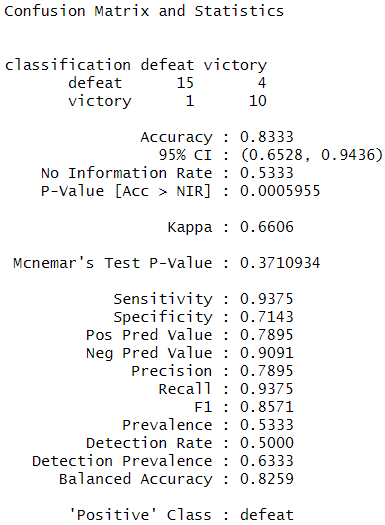 Confusion Matrix and Statistics
classification defeat victory
defeat 15 4
victory 1 10
Accuracy : 0.8333
95% CI : (0.6528, 0.9436)
No Information Rate : 0.5333
P-Value [Acc > NIR] : 0.0005955
Kappa : 0.6606
Mcnemar's Test P-Value : 0.3710934
Sensitivity : 0.9375
Specificity : 0.7143
Pos Pred Value : 0.7895
Neg Pred Value : 0.9091
Precision : 0.7895
Recall : 0.9375
F1 : 0.8571
Prevalence : 0.5333
Detection Rate : 0.5000
Detection Prevalence : 0.6333
Balanced Accuracy : 0.8259
'Positive' Class : defeat